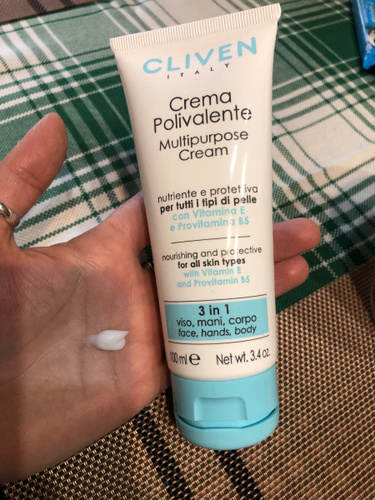 CLIVEN
ITALY
Crema
Polivalente
Multipurpose
Cream
nutriente e protettiva
per tutti i tipi di pelle
con Vitamina E
e Provitamina B5
nourishing and protective
for all skin types
with Vitamin E
and Provitamin B5
3 in 1
viso, mani, corpo
face, hands, body
100 ml ℮ Net wt. 3.4 oz.